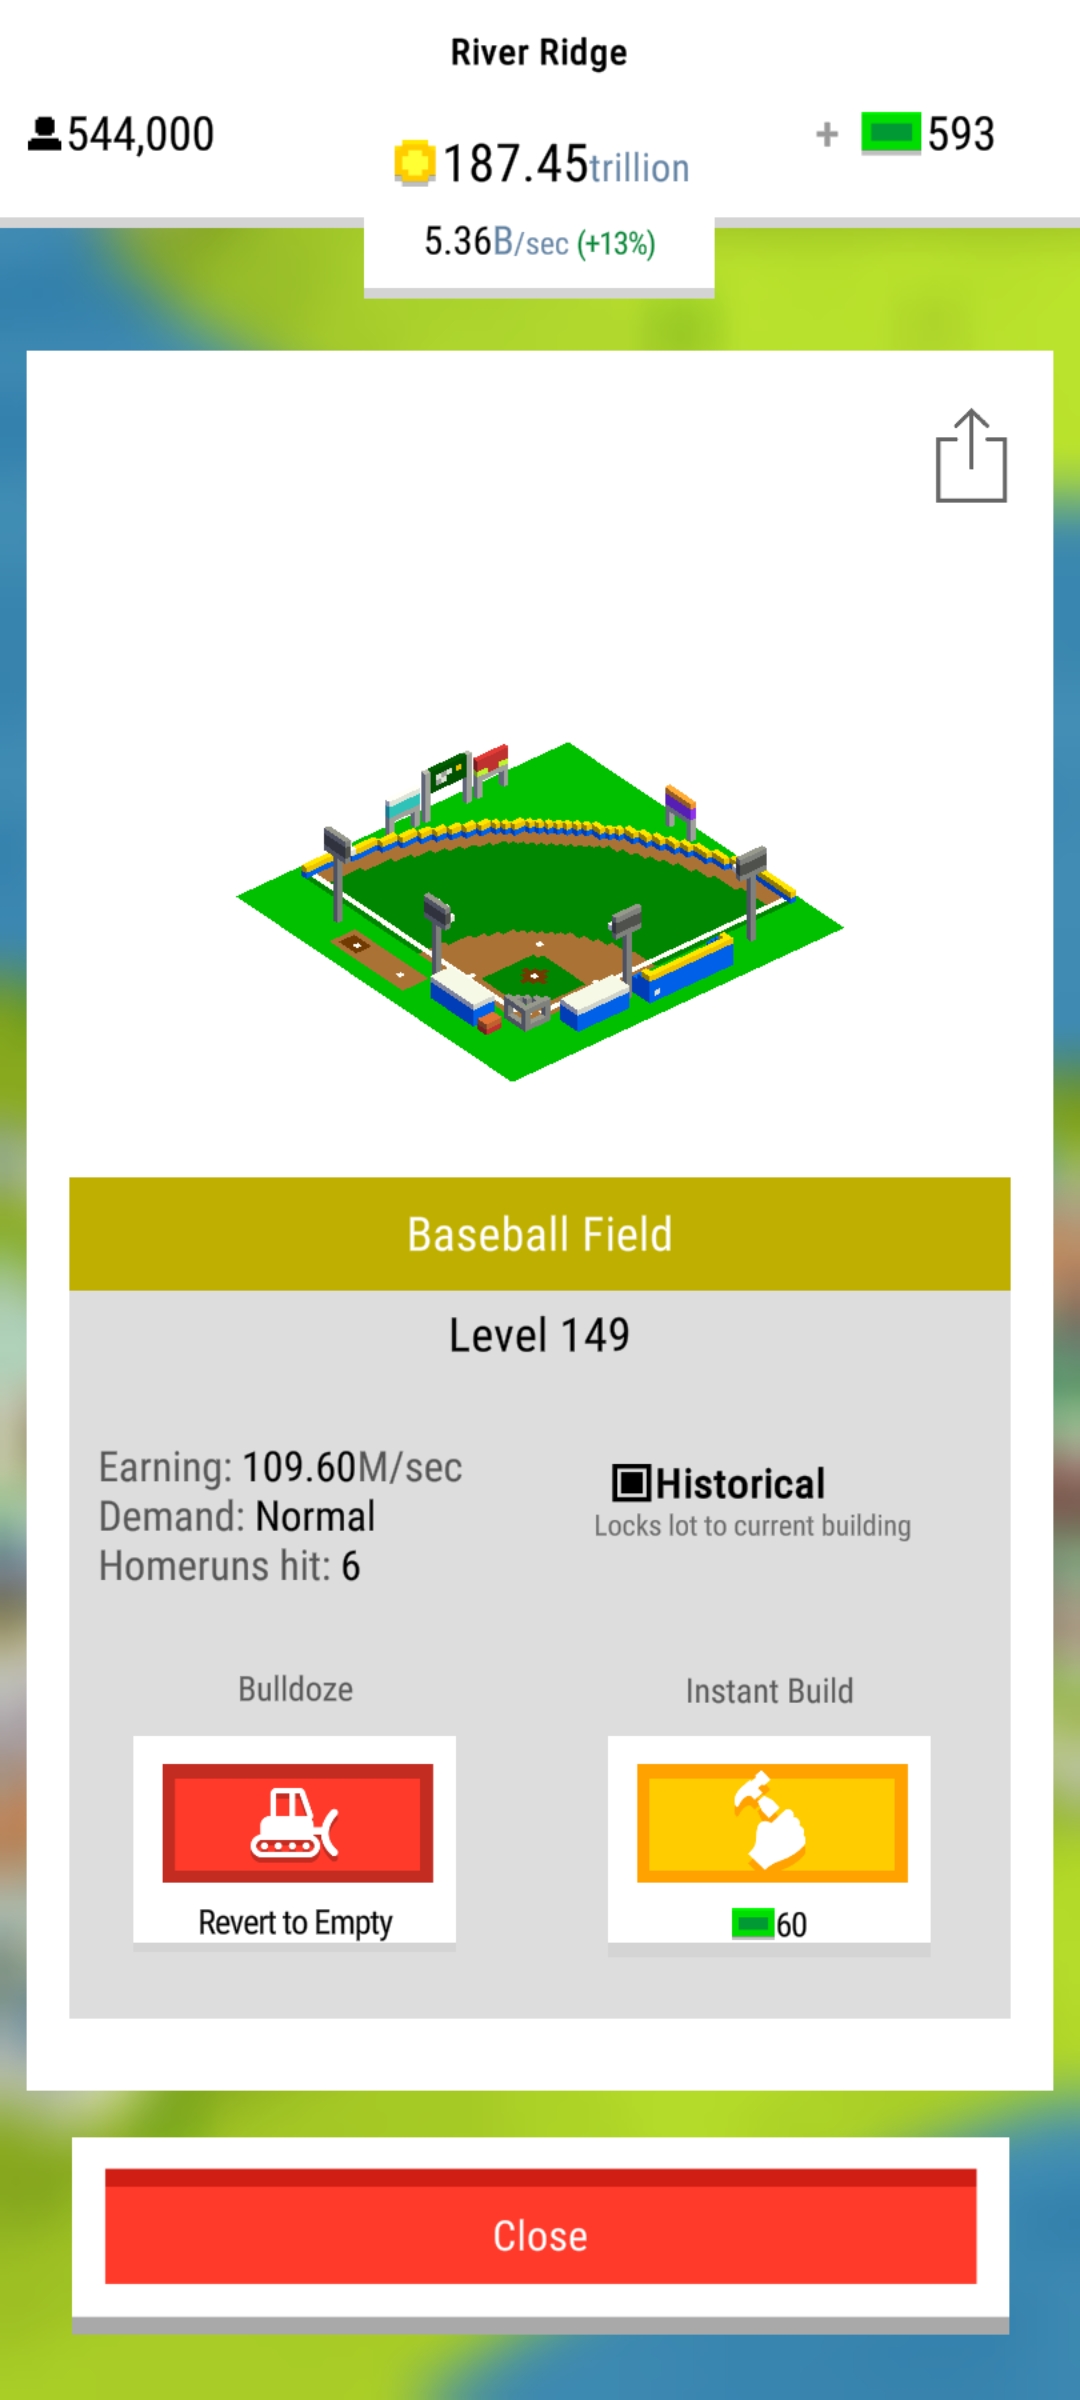 River Ridge
544,000
187.45trillion
+ 593
5.36B/sec (+13%)
Baseball Field
Level 149
Earning: 109.60M/sec
Demand: Normal
Homeruns hit: 6
Historical
Locks lot to current building
Bulldoze
Revert to Empty
Instant Build
60
Close